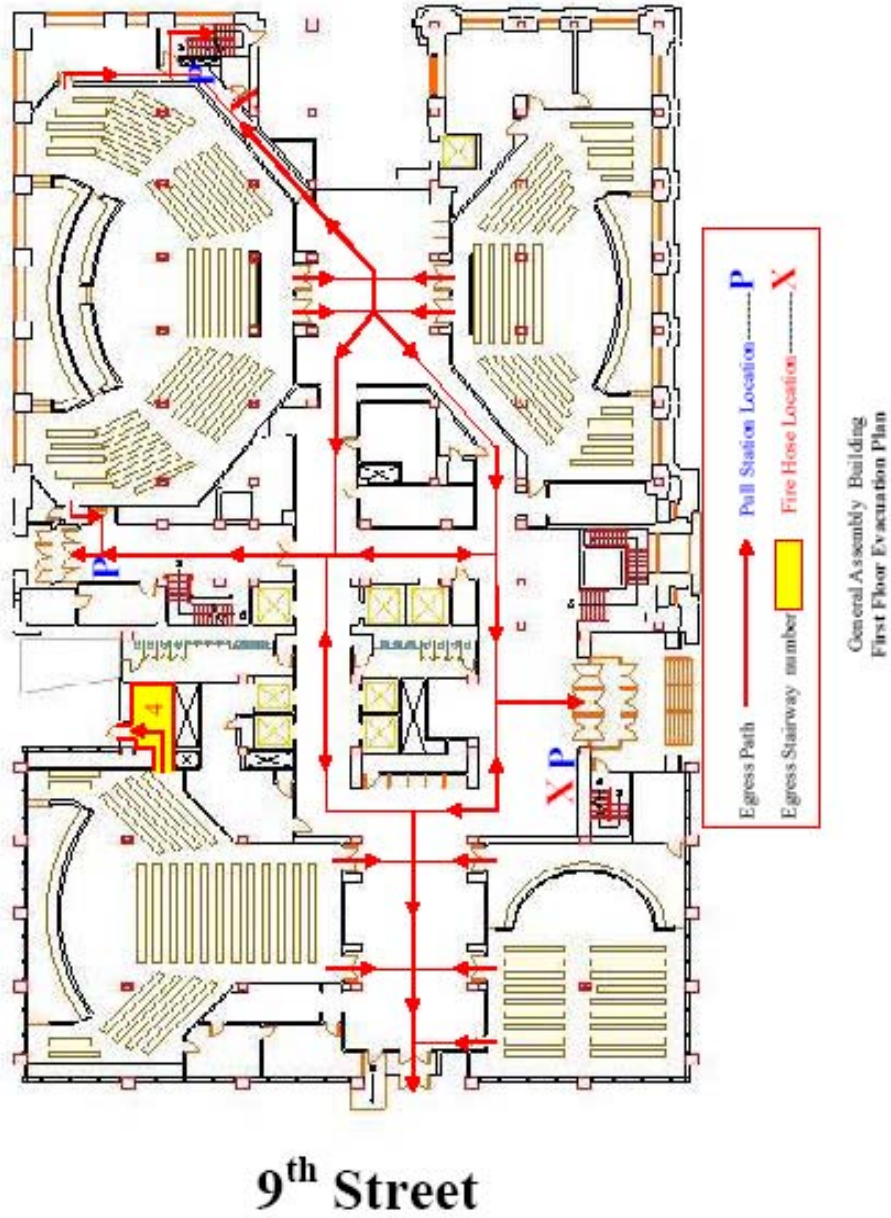 P
P
4
X P
Egress Path Pull Station Location-------P
Egress Stairway number Fire Hose Location----------X
General Assembly Building
First Floor Evacuation Plan
9th Street